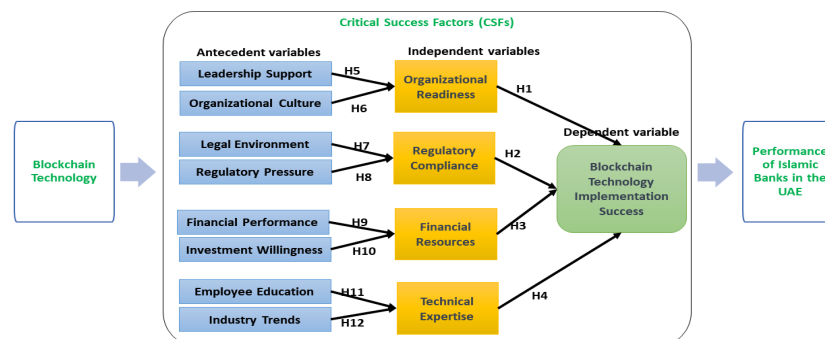 Critical Success Factors (CSFs)
Antecedent variables
Independent variables
Leadership Support
H5
Organizational Culture
H6
Organizational
Readiness
H1
Legal Environment
H7
Regulatory Pressure
H8
Regulatory
Compliance
H2
Dependent variable
Blockchain
Technology
Blockchain
Technology
Implementation
Success
Performance
of Islamic
Banks in the
UAE
Financial Performance
H9
Investment Willingness
H10
Financial
Resources
H3
Employee Education
H11
Industry Trends
H12
Technical
Expertise
H4